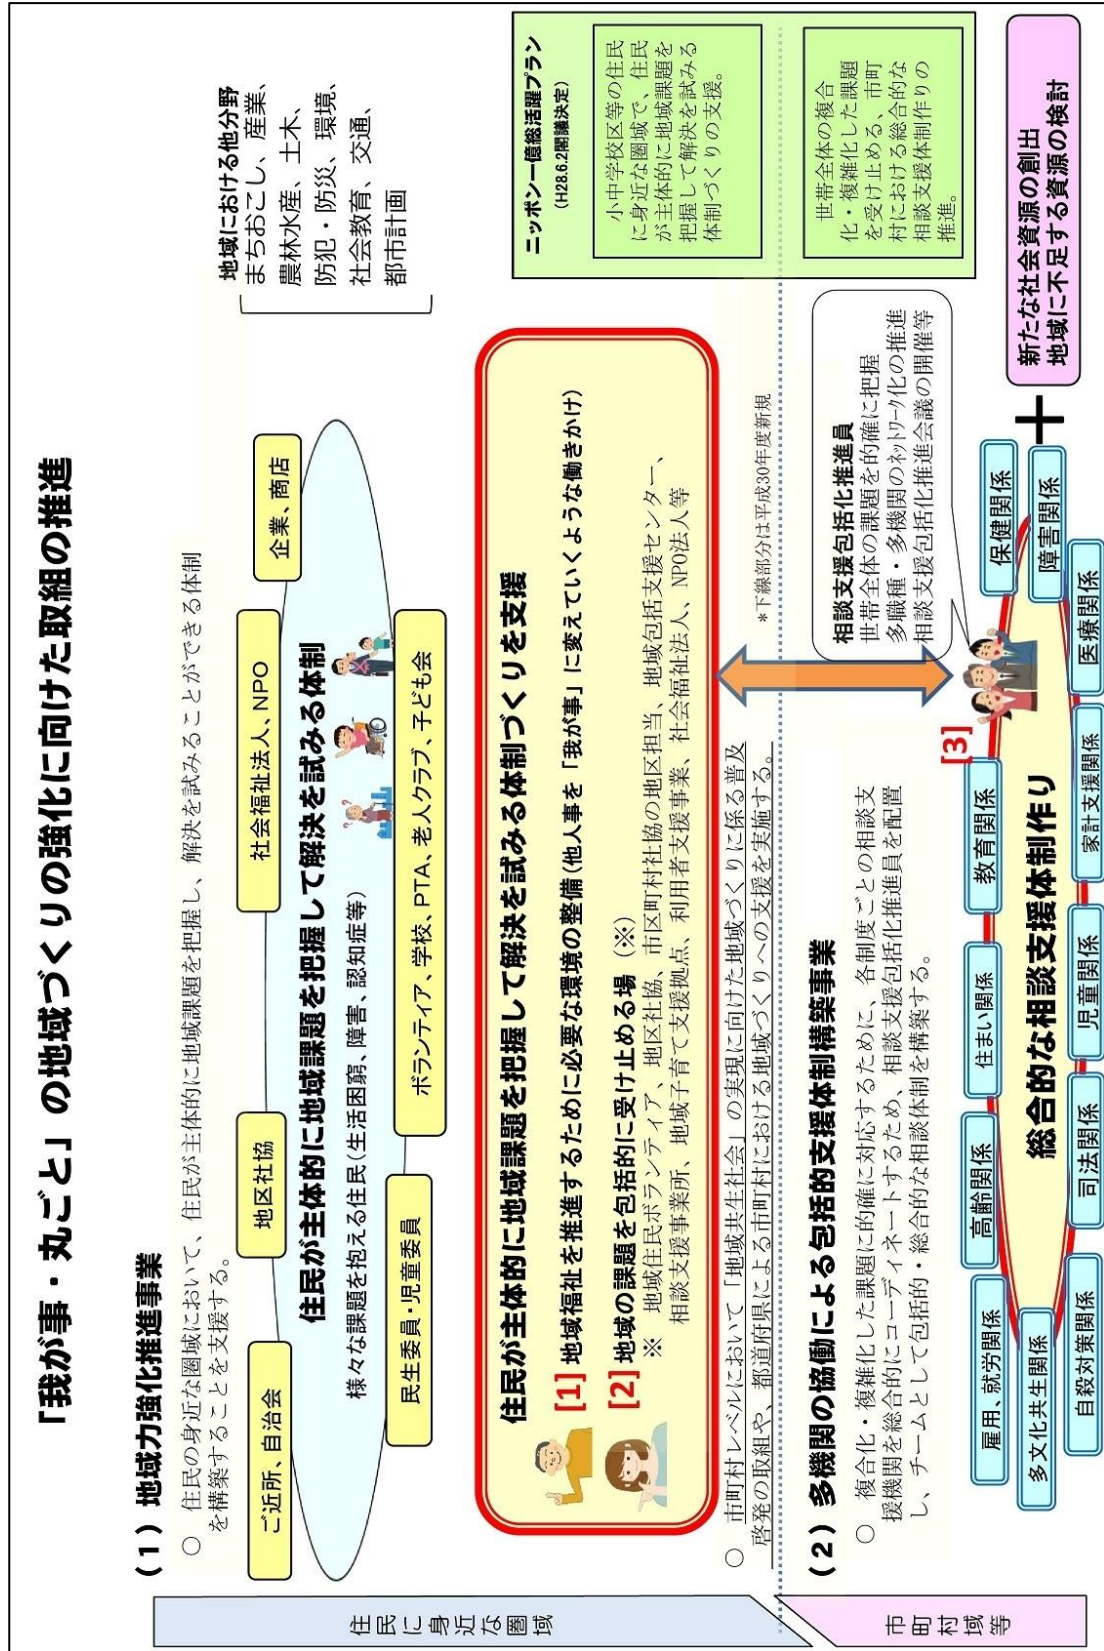 「我が事・丸ごと」の地域づくりの強化に向けた取組の推進
(1)地域力強化推進事業
○ 住民の身近な圏域において、住民が主体的に地域課題を把握し、解決を試みることができる体制
を構築することを支援する。
ご近所、自治会
地区社協
社会福祉法人、NPO
企業、商店
住民が主体的に地域課題を把握して解決を試みる体制
様々な課題を抱える住民(生活困窮、障害、認知症等)
民生委員・児童委員
ボランティア、学校、PTA、老人クラブ、子ども会
地域における他分野
まちおこし、産業、
農林水産、土木、
防犯・防災、環境、
社会教育、交通、
都市計画
住民が主体的に地域課題を把握して解決を試みる体制づくりを支援
[1] 地域福祉を推進するために必要な環境の整備(他人事を「我が事」に変えていくような働きかけ)
[2] 地域の課題を包括的に受け止める場(※)
※ 地域住民ボランティア、地区社協、市区町村社協の地区担当、地域包括支援センター、
相談支援事業所、地域子育て支援拠点、利用者支援事業、社会福祉法人、NPO法人等
○ 市町村レベルにおいて「地域共生社会」の実現に向けた地域づくりに係る普及
啓発の取組や、都道府県による市町村における地域づくりへの支援を実施する。
*下線部分は平成30年度新規
ニッポン一億総活躍プラン
(H28.6.2閣議決定)
小中学校区等の住民
に身近な圏域で、住民
が主体的に地域課題を
把握して解決を試みる
体制づくりの支援。
世帯全体の複合
化・複雑化した課題
を受け止める、市町
村における総合的な
相談支援体制作りの
推進。
(2)多機関の協働による包括的支援体制構築事業
○ 複合化・複雑化した課題に的確に対応するために、各制度ごとの相談支
援機関を総合的にコーディネートするため、相談支援包括化推進員を配置
し、チームとして包括的・総合的な相談体制を構築する。
相談支援包括化推進員
世帯全体の課題を的確に把握
多職種・多機関のネットワーク化の推進
相談支援包括化推進会議の開催等
[3]
雇用、就労関係
高齢関係
住まい関係
教育関係
保健関係
多文化共生関係
総合的な相談支援体制作り
障害関係
自殺対策関係
司法関係
児童関係
家計支援関係
医療関係
+
新たな社会資源の創出
地域に不足する資源の検討
住民に身近な圏域
市町村域等